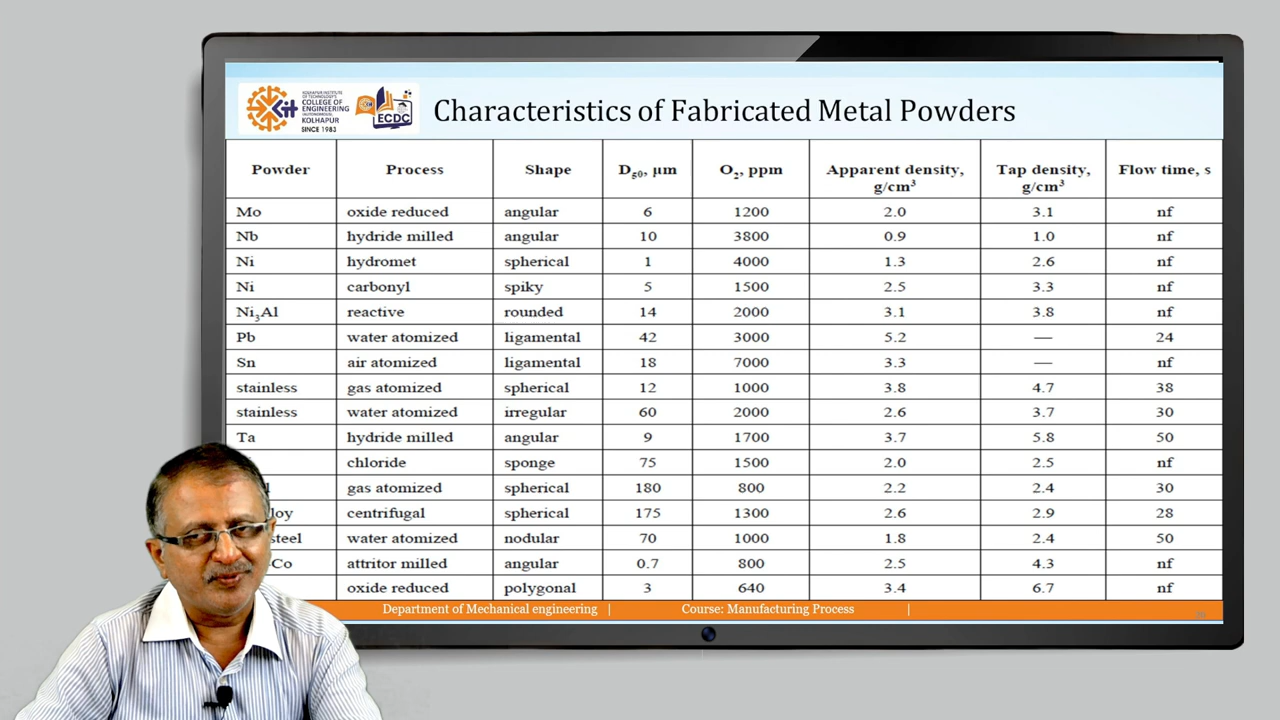 KOLHAPUR INSTITUTE
OF TECHNOLOGY'S
COLLEGE OF
ENGINEERING
(AUTONOMOUS),
KOLHAPUR
SINCE 1983
ECDC
Characteristics of Fabricated Metal Powders
Powder Process Shape D50, μm O2, ppm Apparent density, g/cm³ Tap density, g/cm³ Flow time, s
Mo oxide reduced angular 6 1200 2.0 3.1 nf
Nb hydride milled angular 10 3800 0.9 1.0 nf
Ni hydromet spherical 1 4000 1.3 2.6 nf
Ni carbonyl spiky 5 1500 2.5 3.3 nf
Ni3Al reactive rounded 14 2000 3.1 3.8 nf
Pb water atomized ligamental 42 3000 5.2 — 24
Sn air atomized ligamental 18 7000 3.3 — nf
stainless gas atomized spherical 12 1000 3.8 4.7 38
stainless water atomized irregular 60 2000 2.6 3.7 30
Ta hydride milled angular 9 1700 3.7 5.8 50
chloride sponge 75 1500 2.0 2.5 nf
gas atomized spherical 180 800 2.2 2.4 30
loy centrifugal spherical 175 1300 2.6 2.9 28
steel water atomized nodular 70 1000 1.8 2.4 50
-Co attritor milled angular 0.7 800 2.5 4.3 nf
oxide reduced polygonal 3 640 3.4 6.7 nf
Department of Mechanical engineering | Course: Manufacturing Process |